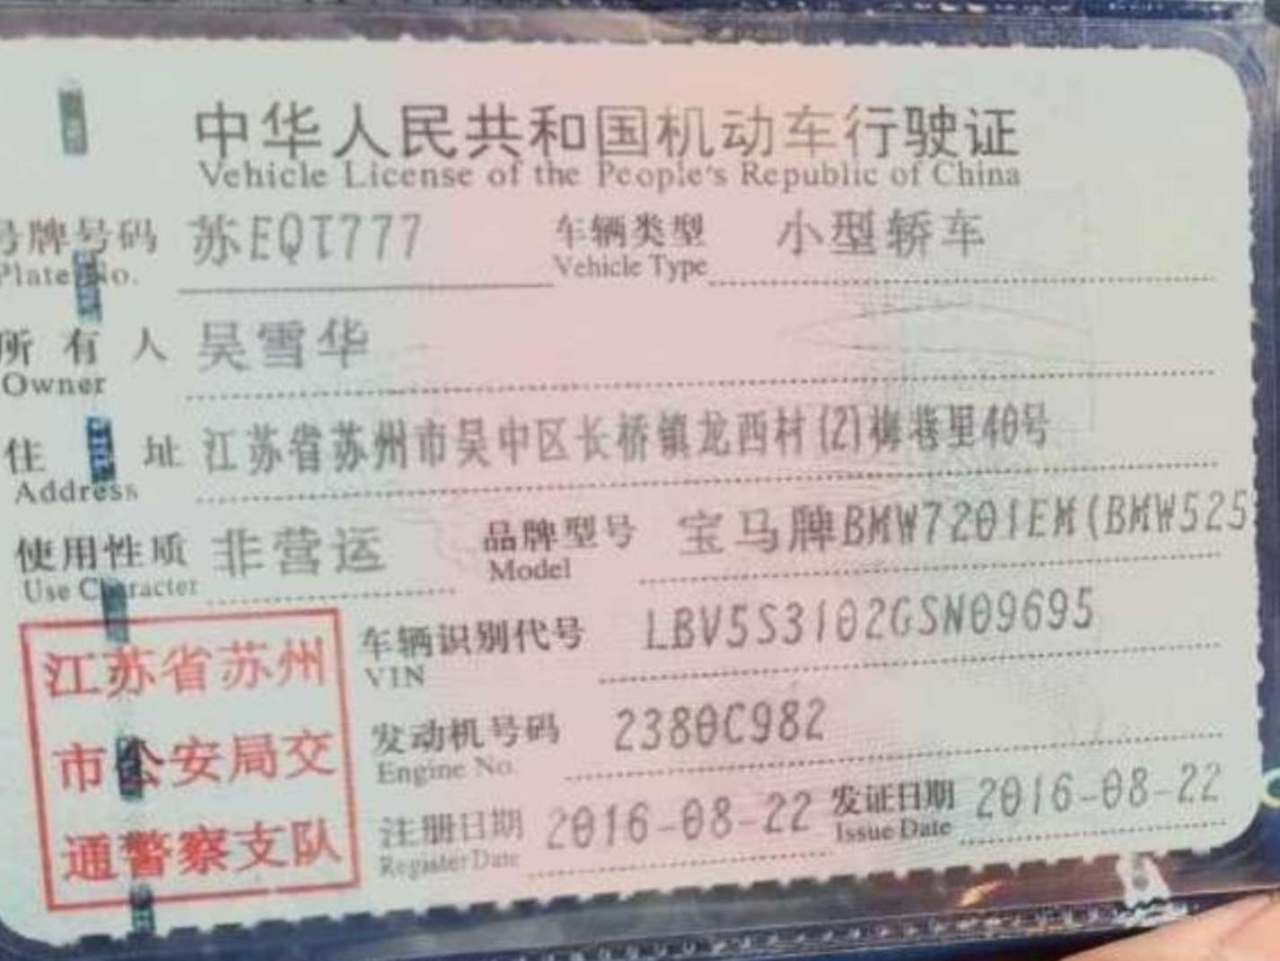 中华人民共和国机动车行驶证
Vehicle License of the People's Republic of China
号牌号码 苏EQT777 车辆类型 小型轿车
Plate No. Vehicle Type
所有人 吴雪华
Owner
住址 江苏省苏州市吴中区长桥镇龙西村(2)梅巷里40号
Address
使用性质 非营运 品牌型号 宝马牌BMW7201EM(BMW525
Use Character Model
车辆识别代号 LBV5S3102GSN09695
VIN
发动机号码 2380C982
Engine No.
注册日期 2016-08-22 发证日期 2016-08-22
Register Date Issue Date
江苏省苏州
市公安局交
通警察支队